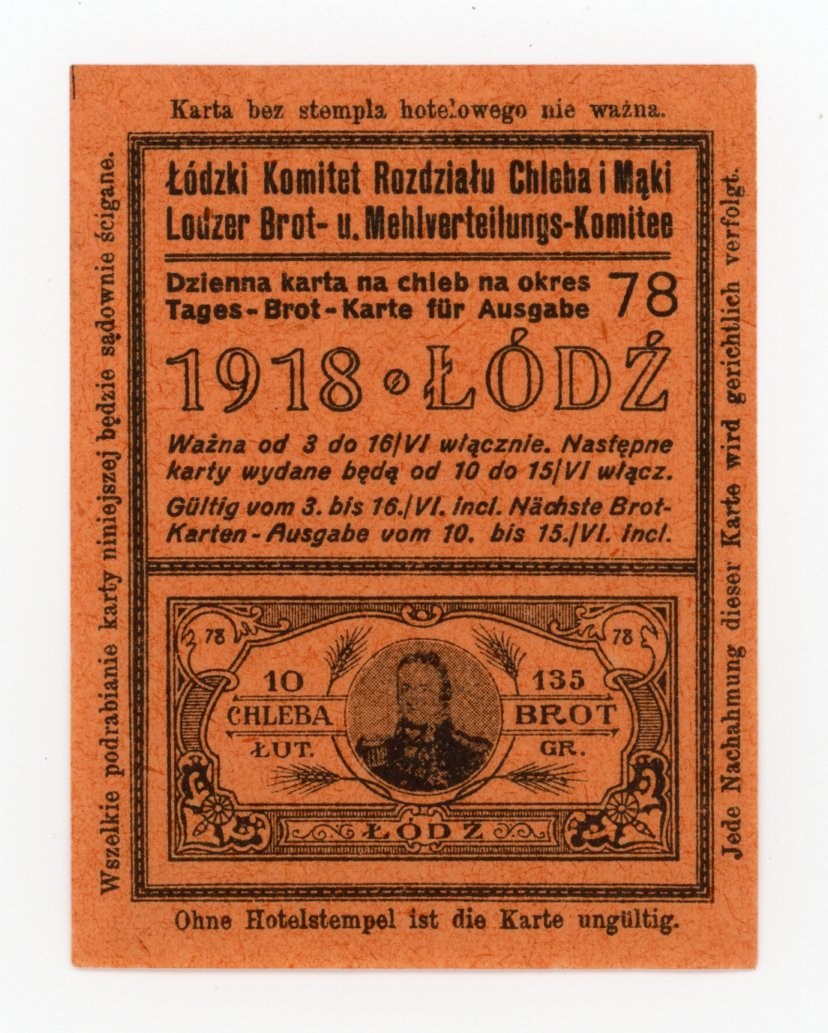 Karta bez stempla hotelowego nie ważna.
Łódzki Komitet Rozdziału Chleba i Mąki
Lodzer Brot- u. Mehlverteilungs-Komitee
Dzienna karta na chleb na okres 78
Tages-Brot-Karte für Ausgabe
1918 ŁÓDŹ
Ważna od 3 do 16/VI włącznie. Następne
karty wydane będą od 10 do 15/VI włącz.
Gültig vom 3. bis 16./VI. incl. Nächste Brot-
Karten-Ausgabe vom 10. bis 15./VI. incl.
78 78
10 135
CHLEBA BROT
ŁUT. GR.
ŁÓDŹ
Ohne Hotelstempel ist die Karte ungültig.
Wszelkie podrabianie karty niniejszej będzie sądownie ścigane.
Jede Nachahmung dieser Karte wird gerichtlich verfolgt.